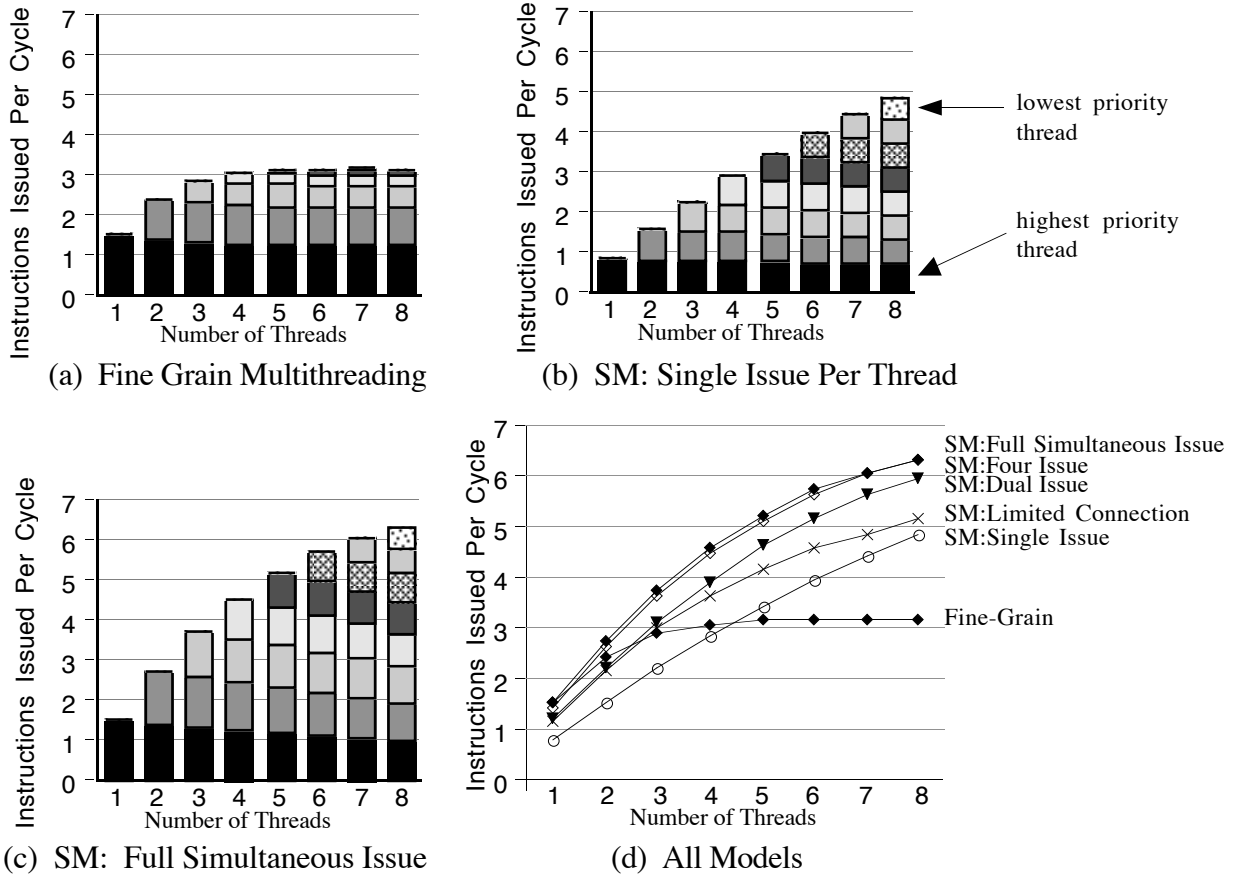 Instructions Issued Per Cycle
7
6
5
4
3
2
1
0
1 2 3 4 5 6 7 8
Number of Threads
(a) Fine Grain Multithreading
Instructions Issued Per Cycle
7
6
5
4
3
2
1
0
1 2 3 4 5 6 7 8
Number of Threads
lowest priority
thread
highest priority
thread
(b) SM: Single Issue Per Thread
Instructions Issued Per Cycle
7
6
5
4
3
2
1
0
1 2 3 4 5 6 7 8
Number of Threads
(c) SM: Full Simultaneous Issue
Instructions Issued Per Cycle
7
6
5
4
3
2
1
0
1 2 3 4 5 6 7 8
Number of Threads
SM:Full Simultaneous Issue
SM:Four Issue
SM:Dual Issue
SM:Limited Connection
SM:Single Issue
Fine-Grain
(d) All Models